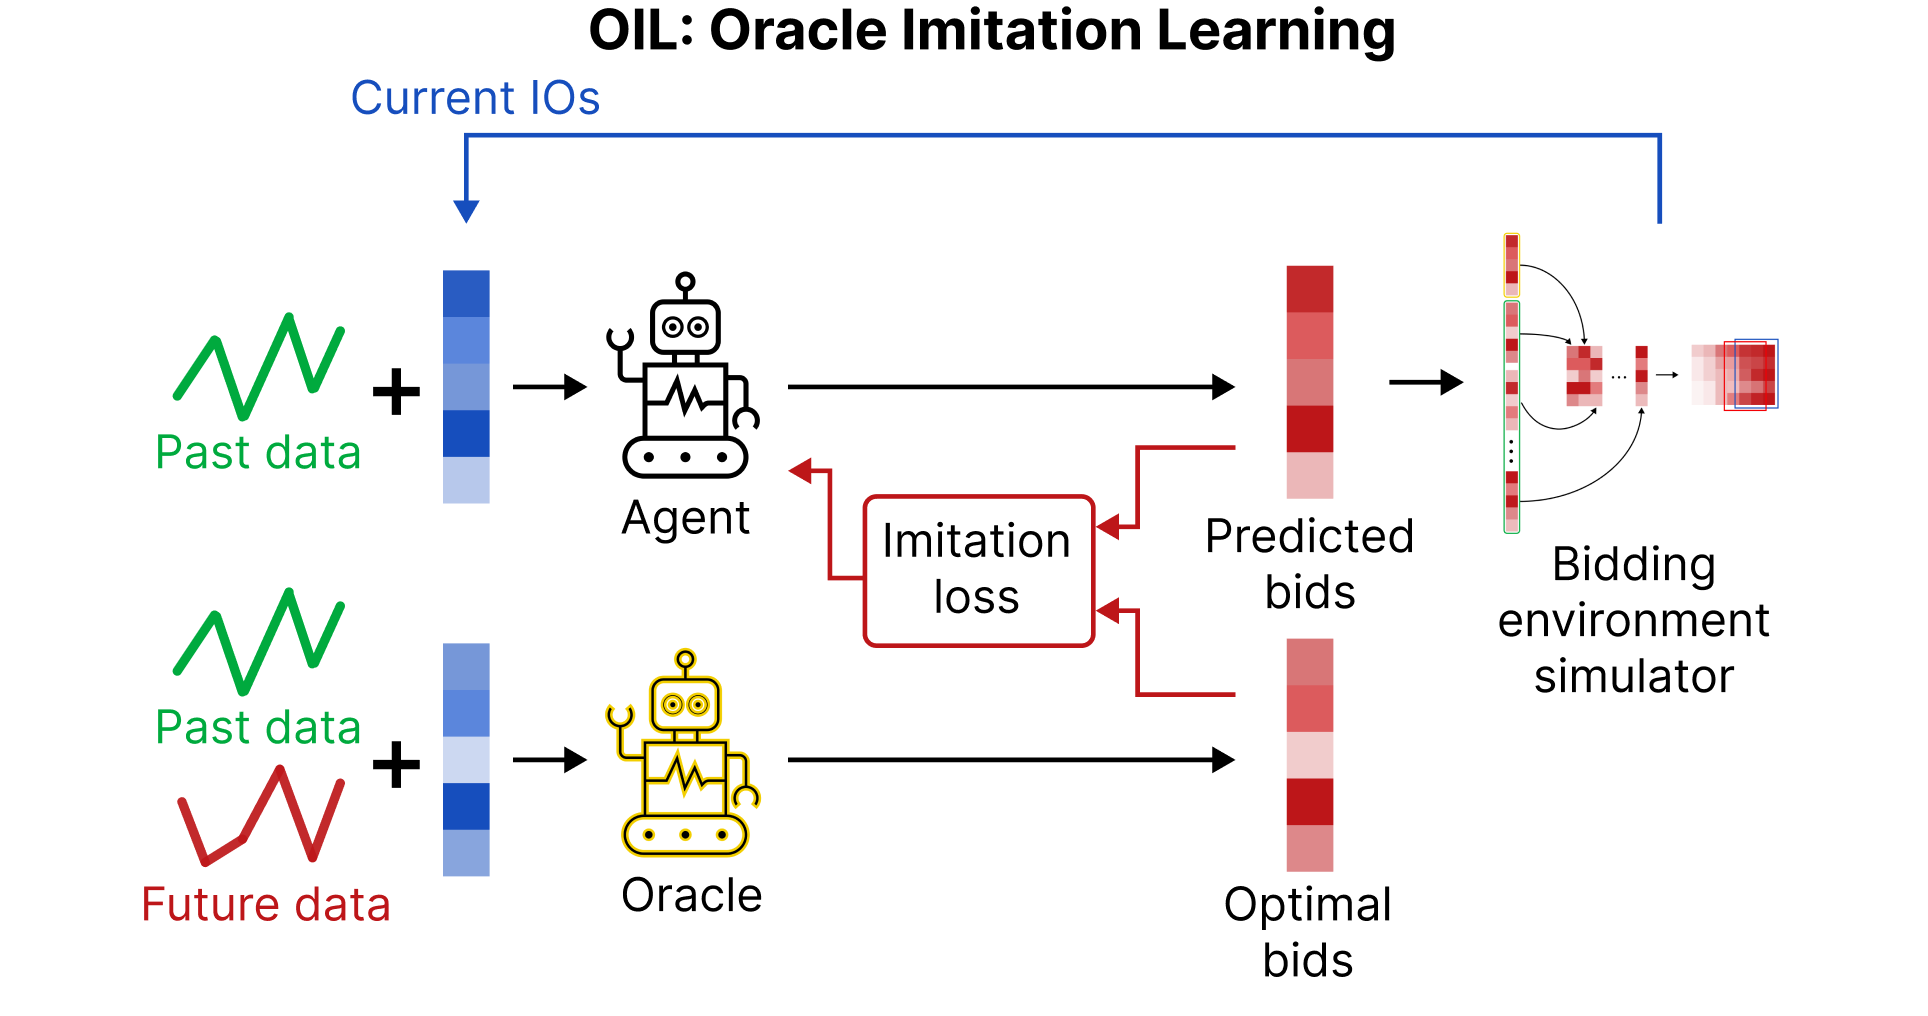 OIL: Oracle Imitation Learning
Current IOs
Past data
Agent
Imitation
loss
Predicted
bids
Bidding
environment
simulator
Past data
Future data
Oracle
Optimal
bids